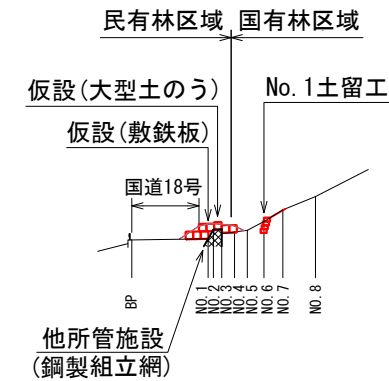 民有林区域 国有林区域
仮設(大型土のう) No.1土留工
仮設(敷鉄板)
国道18号
BP NO.1 NO.2 NO.3 NO.4 NO.5 NO.6 NO.7 NO.8
他所管施設
(鋼製組立網)